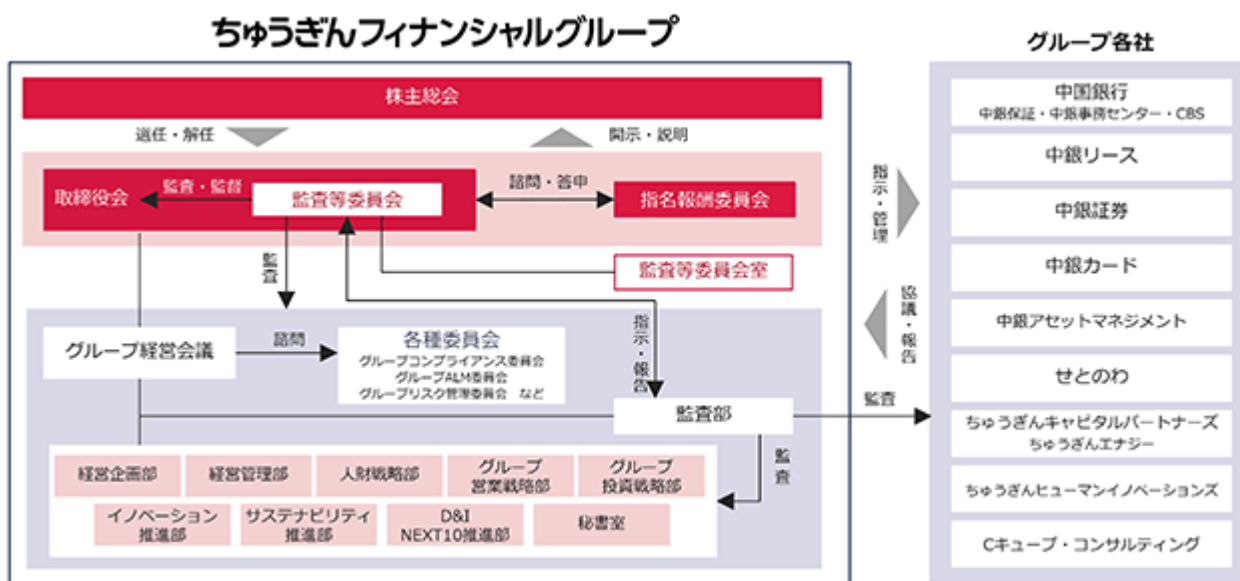 ちゅうぎんフィナンシャルグループ
グループ各社
株主総会
選任・解任
開示・説明
取締役会
監査・監督
監査等委員会
諮問・答申
指名報酬委員会
監査等委員会室
監査
グループ経営会議
諮問
各種委員会
グループコンプライアンス委員会
グループALM委員会
グループリスク管理委員会 など
指示・報告
監査部
監査
監査
経営企画部
経営管理部
人財戦略部
グループ
営業戦略部
グループ
投資戦略部
イノベーション
推進部
サステナビリティ
推進部
D&I
NEXT10推進部
秘書室
指示・管理
協議・報告
中国銀行
中銀保証・中銀事務センター・CBS
中銀リース
中銀証券
中銀カード
中銀アセットマネジメント
せとのわ
ちゅうぎんキャピタルパートナーズ
ちゅうぎんエナジー
ちゅうぎんヒューマンイノベーションズ
Cキューブ・コンサルティング